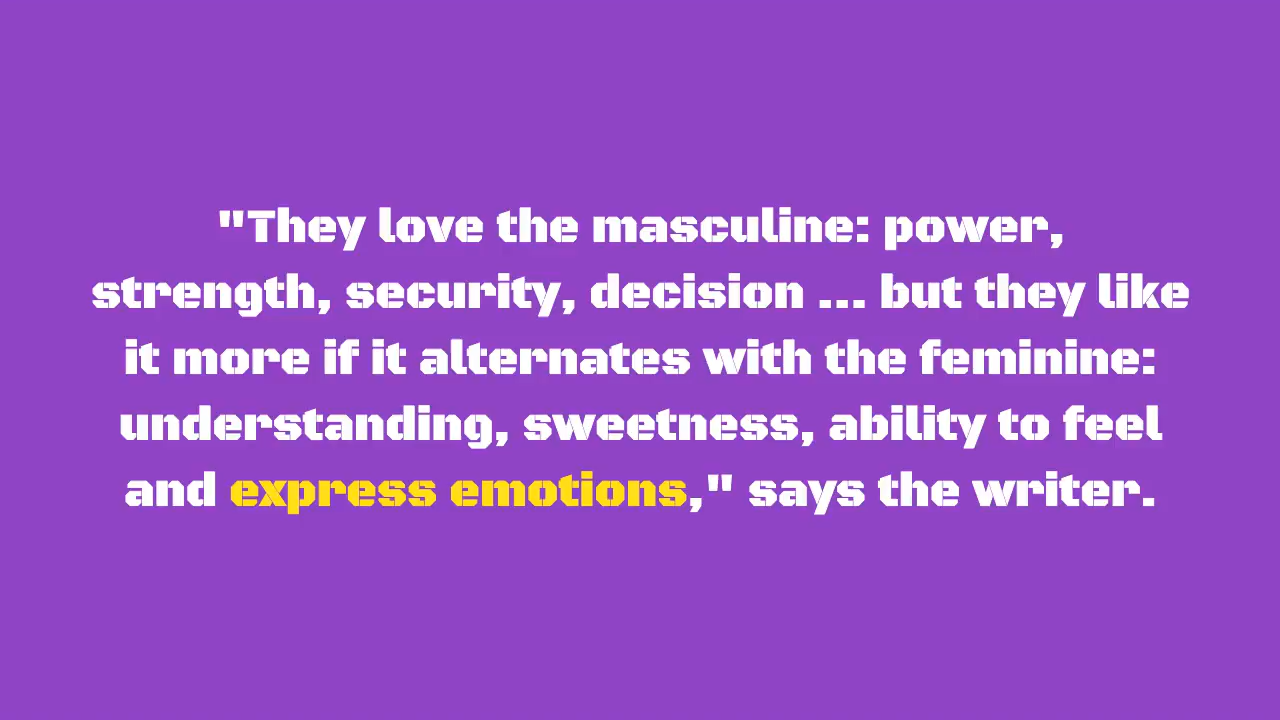 "They love the masculine: power,
strength, security, decision ... but they like
it more if it alternates with the feminine:
understanding, sweetness, ability to feel
and express emotions," says the writer.